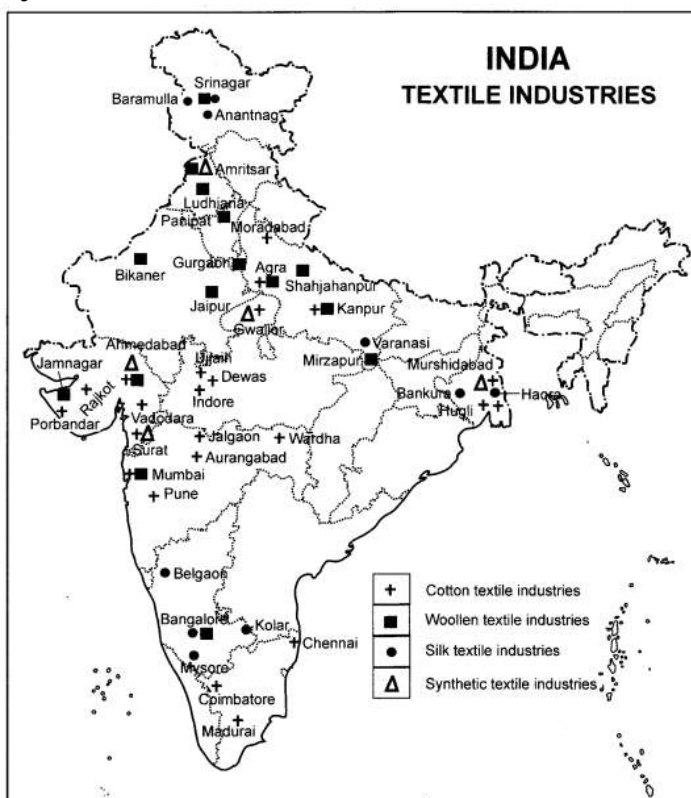 INDIA
TEXTILE INDUSTRIES
Srinagar
Baramulla
Anantnag
Amritsar
Ludhiana
Panipat
Moradabad
Bikaner
Gurgaon
Agra
Shahjahanpur
Jaipur
Kanpur
Gwalior
Varanasi
Ahmedabad
Mirzapur
Murshidabad
Jamnagar
Ujjain
Dewas
Bankura
Haora
Rajkot
Indore
Hugli
Porbandar
Vadodara
Jalgaon
Wardha
Surat
Aurangabad
Mumbai
Pune
Belgaon
Cotton textile industries
Bangalore
Kolar
Woollen textile industries
Chennai
Silk textile industries
Mysore
Synthetic textile industries
Coimbatore
Madurai